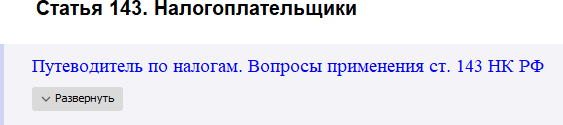 Статья 143. Налогоплательщики
Путеводитель по налогам. Вопросы применения ст. 143 НК РФ
Развернуть